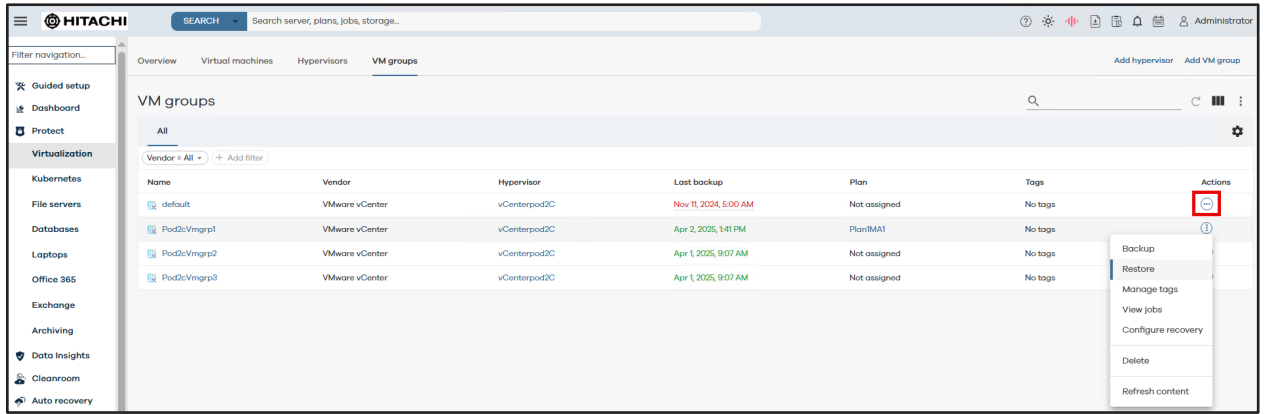 HITACHI SEARCH Search server, plans, jobs, storage... Administrator
Filter navigation...
Guided setup
Dashboard
Protect
Virtualization
Kubernetes
File servers
Databases
Laptops
Office 365
Exchange
Archiving
Data Insights
Cleanroom
Auto recovery
Overview Virtual machines Hypervisors VM groups Add hypervisor Add VM group
VM groups
All
Vendor = All + Add filter
Name Vendor Hypervisor Last backup Plan Tags Actions
default VMware vCenter vCenterpod2C Nov 11, 2024, 5:00 AM Not assigned No tags
Pod2cVmgrp1 VMware vCenter vCenterpod2C Apr 2, 2025, 1:41 PM Plan1MA1 No tags
Pod2cVmgrp2 VMware vCenter vCenterpod2C Apr 1, 2025, 9:07 AM Not assigned No tags
Pod2cVmgrp3 VMware vCenter vCenterpod2C Apr 1, 2025, 9:07 AM Not assigned No tags
Backup
Restore
Manage tags
View jobs
Configure recovery
Delete
Refresh content